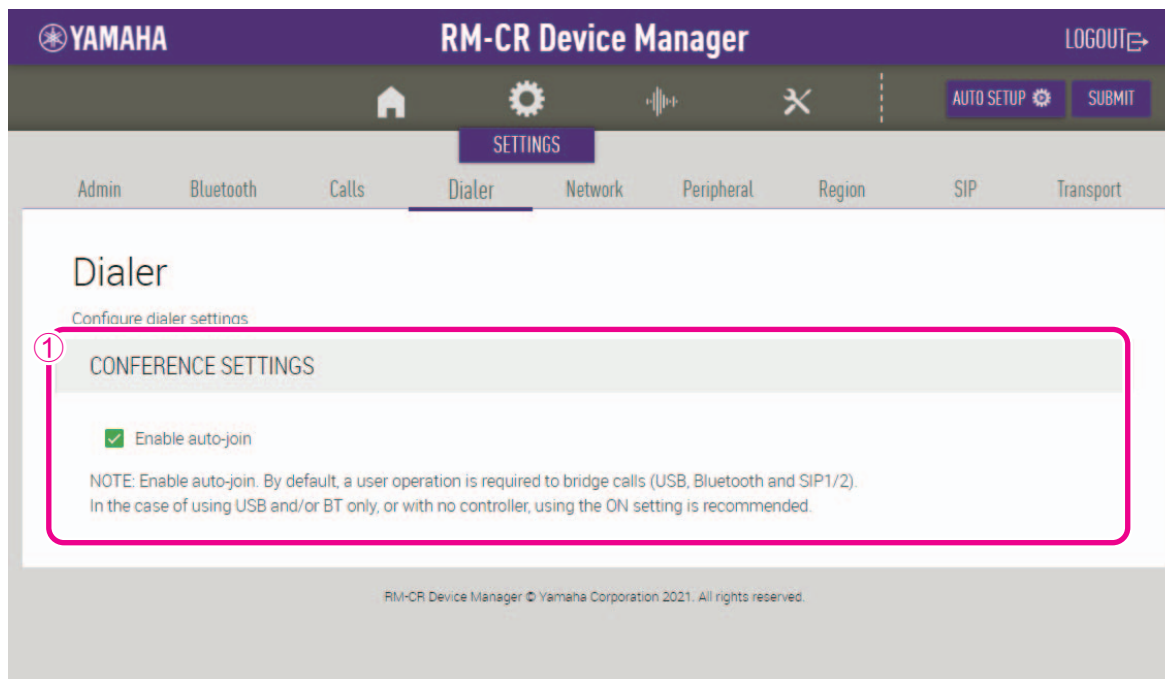 YAMAHA RM-CR Device Manager LOGOUT
AUTO SETUP SUBMIT
SETTINGS
Admin Bluetooth Calls Dialer Network Peripheral Region SIP Transport
Dialer
Configure dialer settings
①
CONFERENCE SETTINGS
Enable auto-join
NOTE: Enable auto-join. By default, a user operation is required to bridge calls (USB, Bluetooth and SIP1/2).
In the case of using USB and/or BT only, or with no controller, using the ON setting is recommended.
RM-CR Device Manager © Yamaha Corporation 2021. All rights reserved.